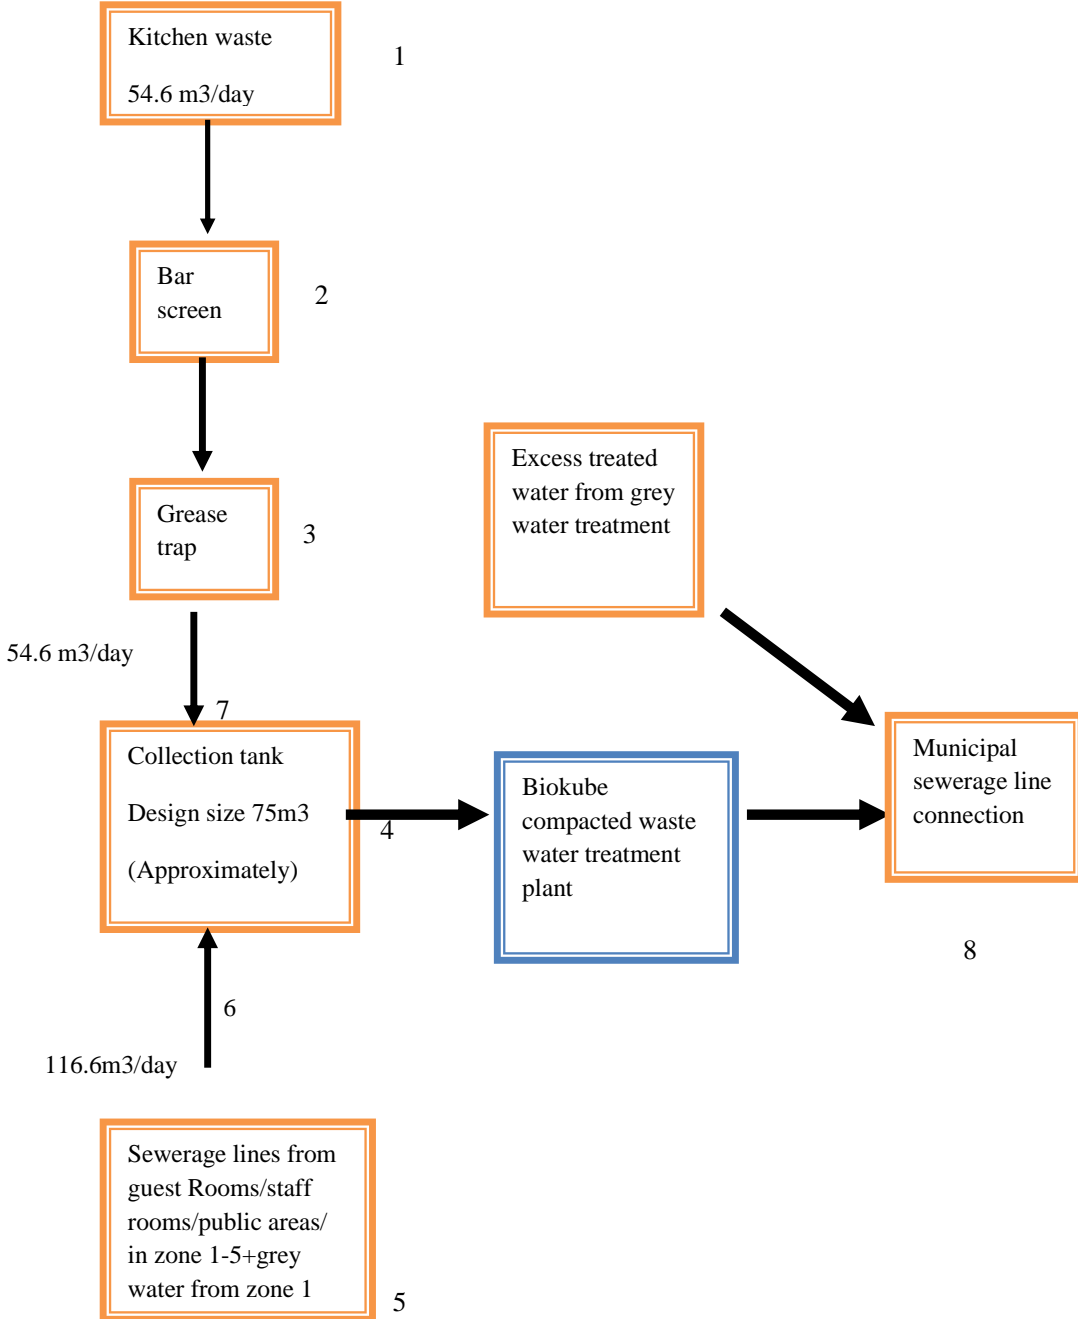 Kitchen waste
54.6 m3/day
1
Bar
screen
2
Grease
trap
3
Excess treated
water from grey
water treatment
54.6 m3/day
7
Collection tank
Design size 75m3
(Approximately)
4
Biokube
compacted waste
water treatment
plant
Municipal
sewerage line
connection
8
6
116.6m3/day
Sewerage lines from
guest Rooms/staff
rooms/public areas/
in zone 1-5+grey
water from zone 1
5